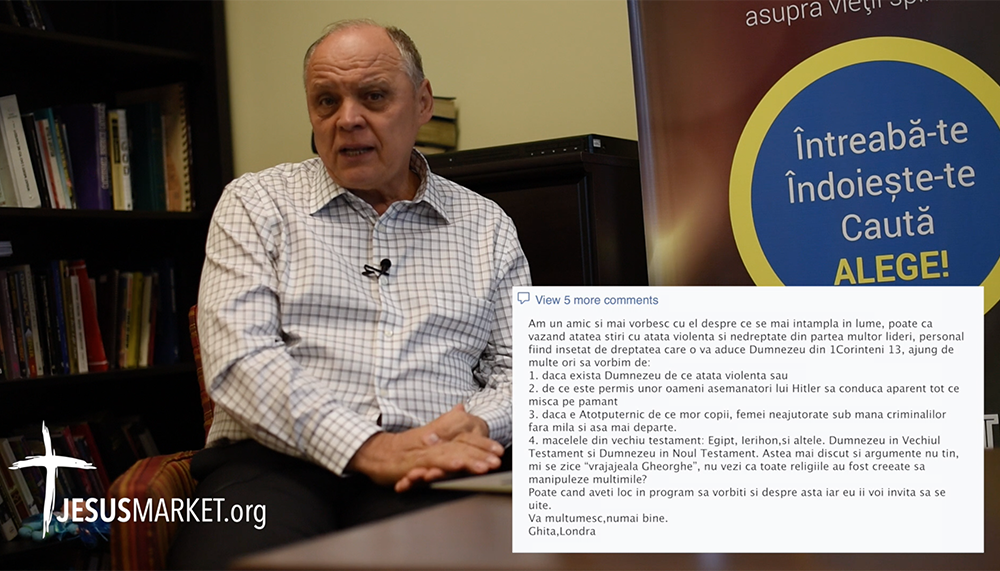 asupra vieții
Întreabă-te
Îndoiește-te
Caută
ALEGE!
View 5 more comments
Am un amic si mai vorbesc cu el despre ce se mai intampla in lume, poate ca
vazand atatea stiri cu atata violenta si nedreptate din partea multor lideri, personal
fiind insetat de dreptatea care o va aduce Dumnezeu din 1Corinteni 13, ajung de
multe ori sa vorbim de:
1. daca exista Dumnezeu de ce atata violenta sau
2. de ce este permis unor oameni asemanatori lui Hitler sa conduca aparent tot ce
misca pe pamant
3. daca e Atotputernic de ce mor copii, femei neajutorate sub mana criminalilor
fara mila si asa mai departe.
4. macelele din vechiu testament: Egipt, Ierihon,si altele. Dumnezeu in Vechiul
Testament si Dumnezeu in Noul Testament. Astea mai discut si argumente nu tin,
mi se zice "vrajajeala Gheorghe", nu vezi ca toate religiile au fost creeate sa
manipuleze multimile?
Poate cand aveti loc in program sa vorbiti si despre asta iar eu ii voi invita sa se
uite.
Va multumesc,numai bine.
Ghita,Londra
JESUSMARKET.org